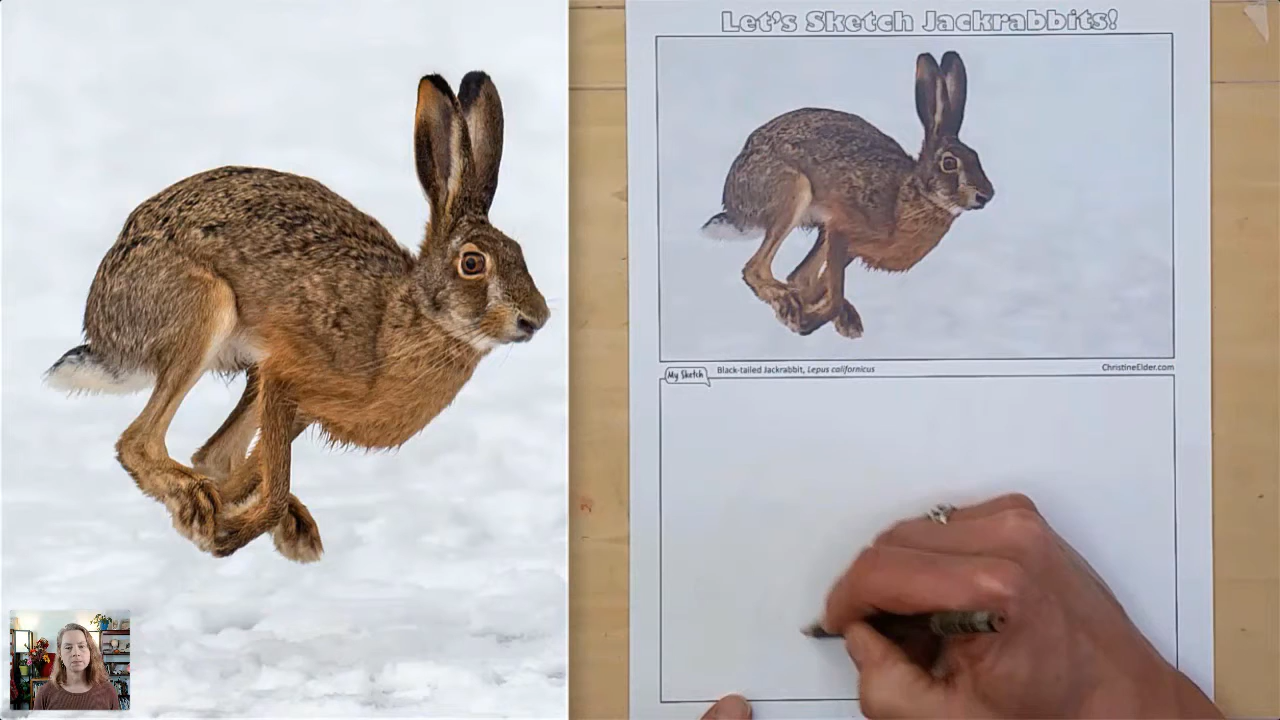 Let's Sketch Jackrabbits!
My Sketch
Black-tailed Jackrabbit, Lepus californicus
ChristineElder.com